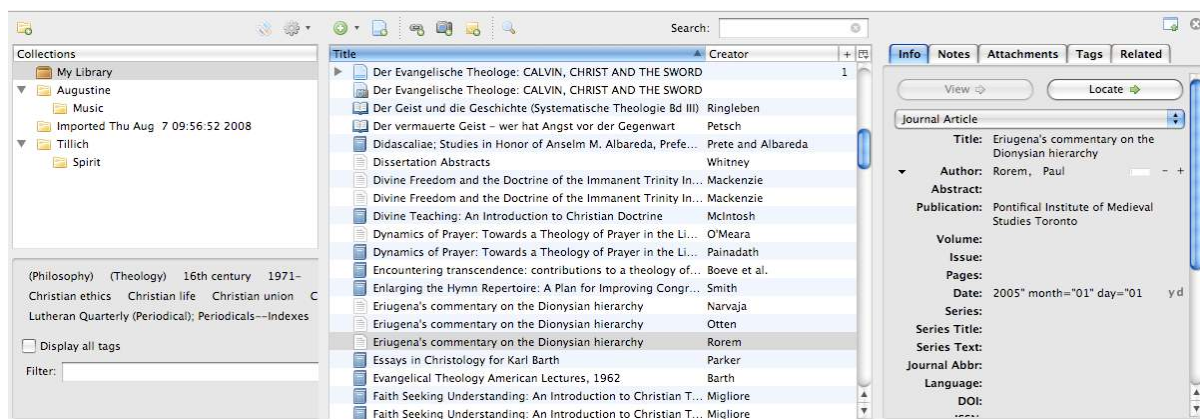 Search:
Collections
My Library
Augustine
Music
Imported Thu Aug 7 09:56:52 2008
Tillich
Spirit
(Philosophy) (Theology) 16th century 1971-
Christian ethics Christian life Christian union C
Lutheran Quarterly (Periodical); Periodicals--Indexes
Display all tags
Filter:
Title Creator +
Der Evangelische Theologe: CALVIN, CHRIST AND THE SWORD 1
Der Evangelische Theologe: CALVIN, CHRIST AND THE SWORD
Der Geist und die Geschichte (Systematische Theologie Bd III) Ringleben
Der vermauerte Geist – wer hat Angst vor der Gegenwart Petsch
Didascaliae; Studies in Honor of Anselm M. Albareda, Prefe... Prete and Albareda
Dissertation Abstracts Whitney
Divine Freedom and the Doctrine of the Immanent Trinity In... Mackenzie
Divine Freedom and the Doctrine of the Immanent Trinity In... Mackenzie
Divine Teaching: An Introduction to Christian Doctrine McIntosh
Dynamics of Prayer: Towards a Theology of Prayer in the Li... O'Meara
Dynamics of Prayer: Towards a Theology of Prayer in the Li... Painadath
Encountering transcendence: contributions to a theology of... Boeve et al.
Enlarging the Hymn Repertoire: A Plan for Improving Congr... Smith
Eriugena's commentary on the Dionysian hierarchy Narvaja
Eriugena's commentary on the Dionysian hierarchy Otten
Eriugena's commentary on the Dionysian hierarchy Rorem
Essays in Christology for Karl Barth Parker
Evangelical Theology American Lectures, 1962 Barth
Faith Seeking Understanding: An Introduction to Christian T... Migliore
Faith Seeking Understanding: An Introduction to Christian T... Migliore
Info Notes Attachments Tags Related
View Locate
Journal Article
Title: Eriugena's commentary on the
Dionysian hierarchy
Author: Rorem, Paul - +
Abstract:
Publication: Pontifical Institute of Medieval
Studies Toronto
Volume:
Issue:
Pages:
Date: 2005" month="01" day="01 y d
Series:
Series Title:
Series Text:
Journal Abbr:
Language:
DOI: